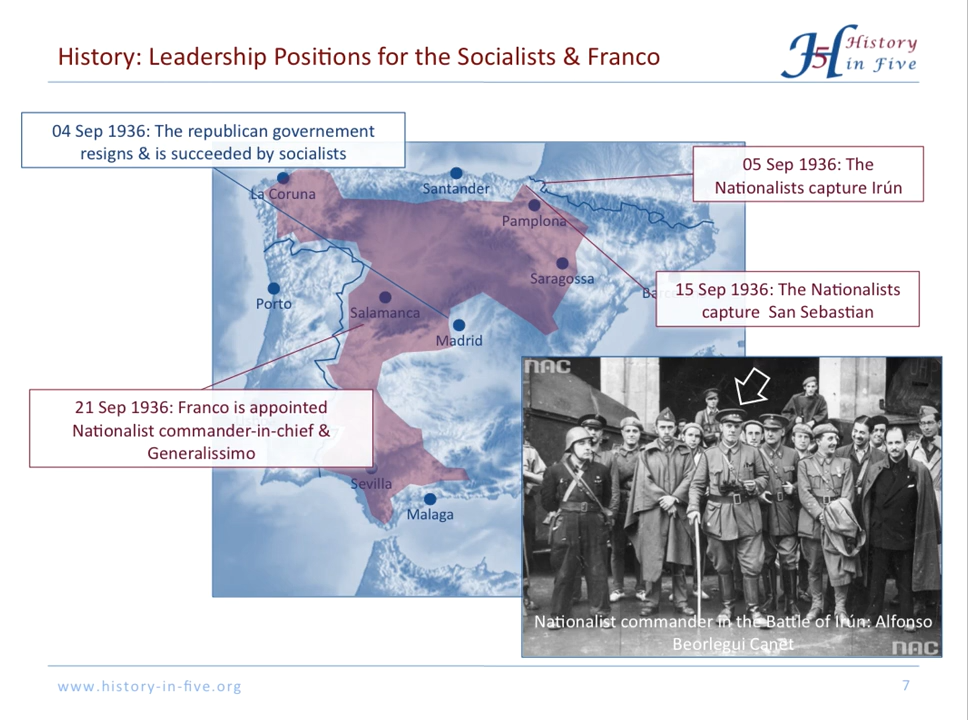 History: Leadership Positions for the Socialists & Franco
History
in Five
J5H
04 Sep 1936: The republican governement
resigns & is succeeded by socialists
05 Sep 1936: The
Nationalists capture Irún
La Coruna
Santander
Pamplona
Saragossa
15 Sep 1936: The Nationalists
capture San Sebastian
Porto
Salamanca
Madrid
21 Sep 1936: Franco is appointed
Nationalist commander-in-chief &
Generalissimo
Sevilla
Malaga
NAC
Nationalist commander in the Battle of Irún: Alfonso
Beorlegui Canet
NAC
www.history-in-five.org
7